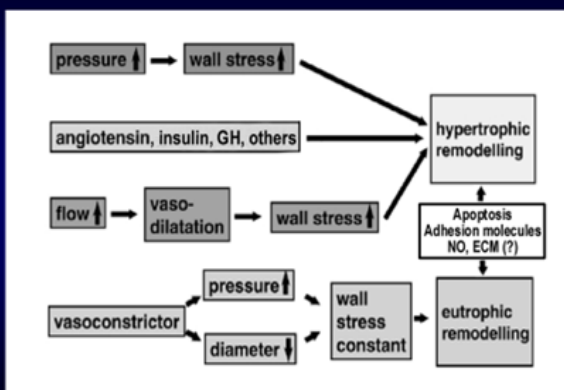 pressure ↑ wall stress ↑
angiotensin, insulin, GH, others
hypertrophic
remodelling
flow ↑ vaso-
dilatation wall stress ↑
Apoptosis
Adhesion molecules
NO, ECM (?)
vasoconstrictor
pressure ↑
diameter ↓
wall
stress
constant
eutrophic
remodelling